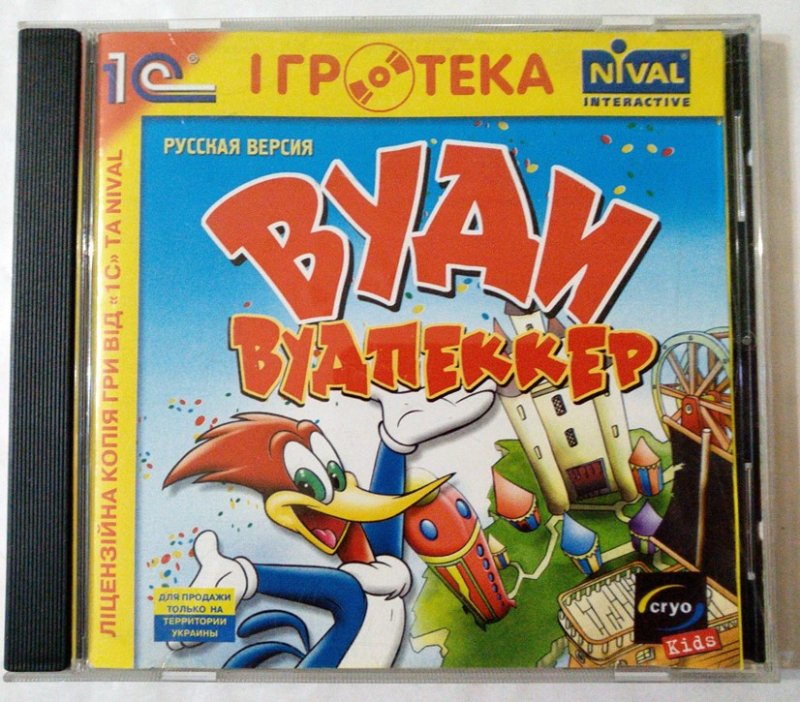 1С®
ІГРОТЕКА
NIVAL
INTERACTIVE
РУССКАЯ ВЕРСИЯ
ВУДИ
ВУДПЕККЕР
ЛІЦЕНЗІЙНА КОПІЯ ГРИ ВІД «1С» ТА NIVAL
ДЛЯ ПРОДАЖИ
ТОЛЬКО НА
ТЕРРИТОРИИ
УКРАИНЫ
cryo
Kids